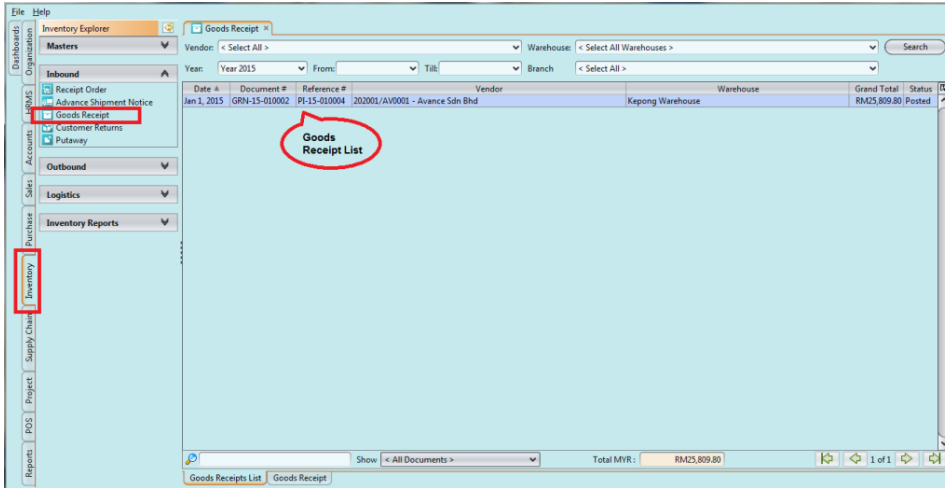 File Help
Inventory Explorer
Goods Receipt ×
Masters
Vendor: < Select All > Warehouse: < Select All Warehouses > Search
Year: Year 2015 From: Till: Branch < Select All >
Inbound
Receipt Order
Advance Shipment Notice
Goods Receipt
Customer Returns
Putaway
Outbound
Logistics
Inventory Reports
Date Document # Reference # Vendor Warehouse Grand Total Status
Jan 1, 2015 GRN-15-010002 PI-15-010004 202001/AV0001 - Avance Sdn Bhd Kepong Warehouse RM25,809.80 Posted
Goods
Receipt List
Dashboards
Organization
HRMS
Accounts
Sales
Purchase
Inventory
Supply Chain
Project
POS
Reports
Show < All Documents > Total MYR : RM25,809.80 1 of 1
Goods Receipts List Goods Receipt